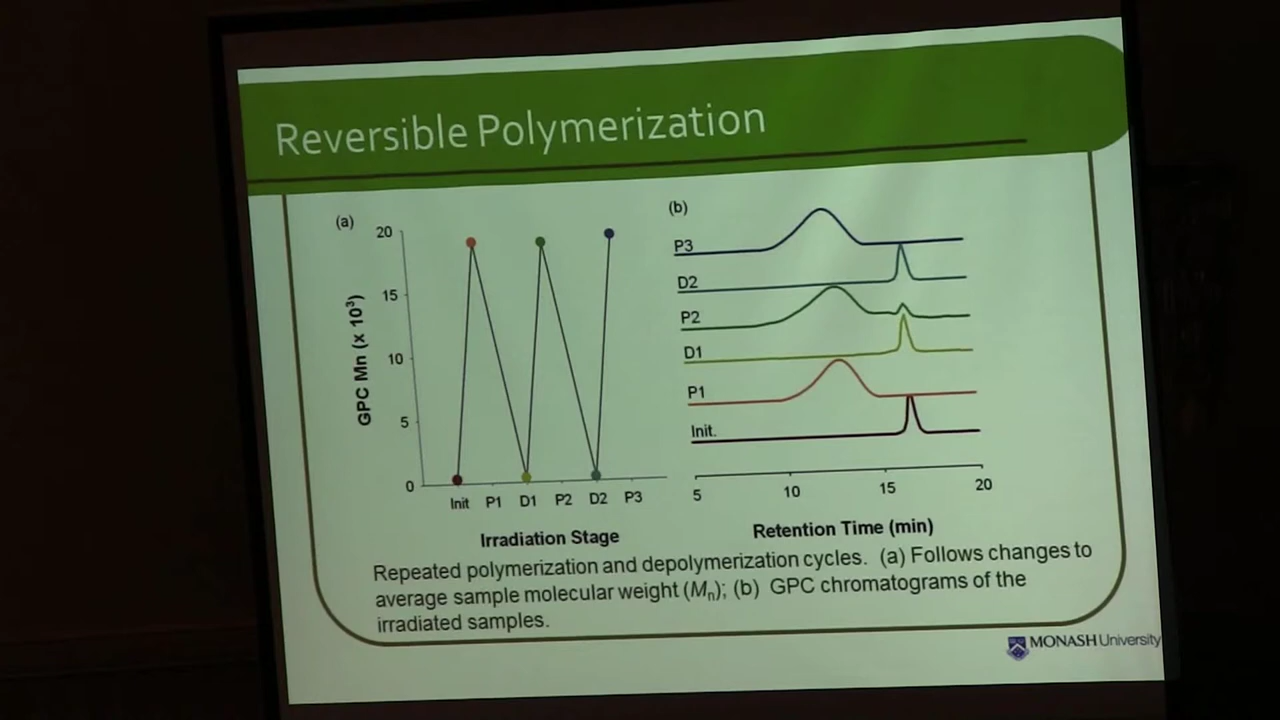 Reversible Polymerization
(a)
GPC Mn (x 10³)
20
15
10
5
0
Init P1 D1 P2 D2 P3
Irradiation Stage
(b)
P3
D2
P2
D1
P1
Init.
5 10 15 20
Retention Time (min)
Repeated polymerization and depolymerization cycles. (a) Follows changes to
average sample molecular weight (Mn); (b) GPC chromatograms of the
irradiated samples.
MONASH University